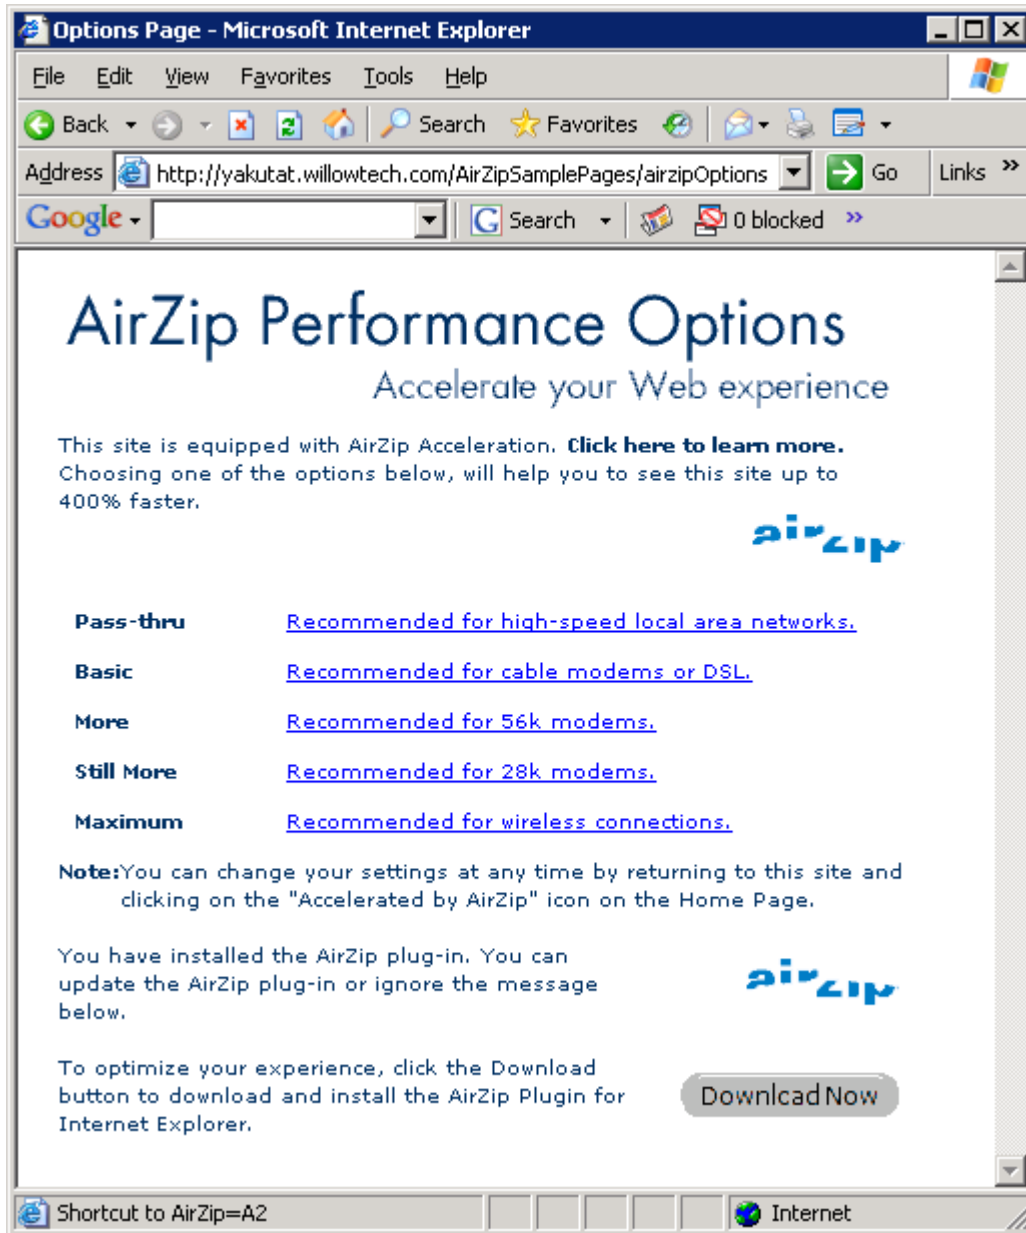 Options Page - Microsoft Internet Explorer
File Edit View Favorites Tools Help
Back Search Favorites
Address http://yakutat.willowtech.com/AirZipSamplePages/airzipOptions Go Links »
Google Search 0 blocked »
AirZip Performance Options
Accelerate your Web experience
This site is equipped with AirZip Acceleration. Click here to learn more.
Choosing one of the options below, will help you to see this site up to
400% faster.
airzip
Pass-thru Recommended for high-speed local area networks.
Basic Recommended for cable modems or DSL.
More Recommended for 56k modems.
Still More Recommended for 28k modems.
Maximum Recommended for wireless connections.
Note:You can change your settings at any time by returning to this site and
clicking on the "Accelerated by AirZip" icon on the Home Page.
You have installed the AirZip plug-in. You can
update the AirZip plug-in or ignore the message
below.
airzip
To optimize your experience, click the Download
button to download and install the AirZip Plugin for
Internet Explorer.
Download Now
Shortcut to AirZip=A2 Internet